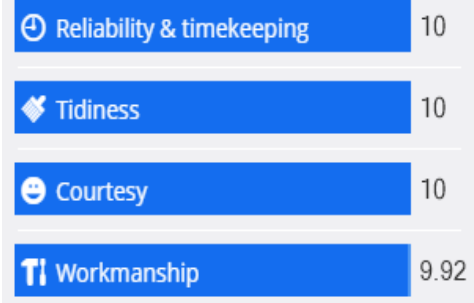 Reliability & timekeeping 10
Tidiness 10
Courtesy 10
Workmanship 9.92